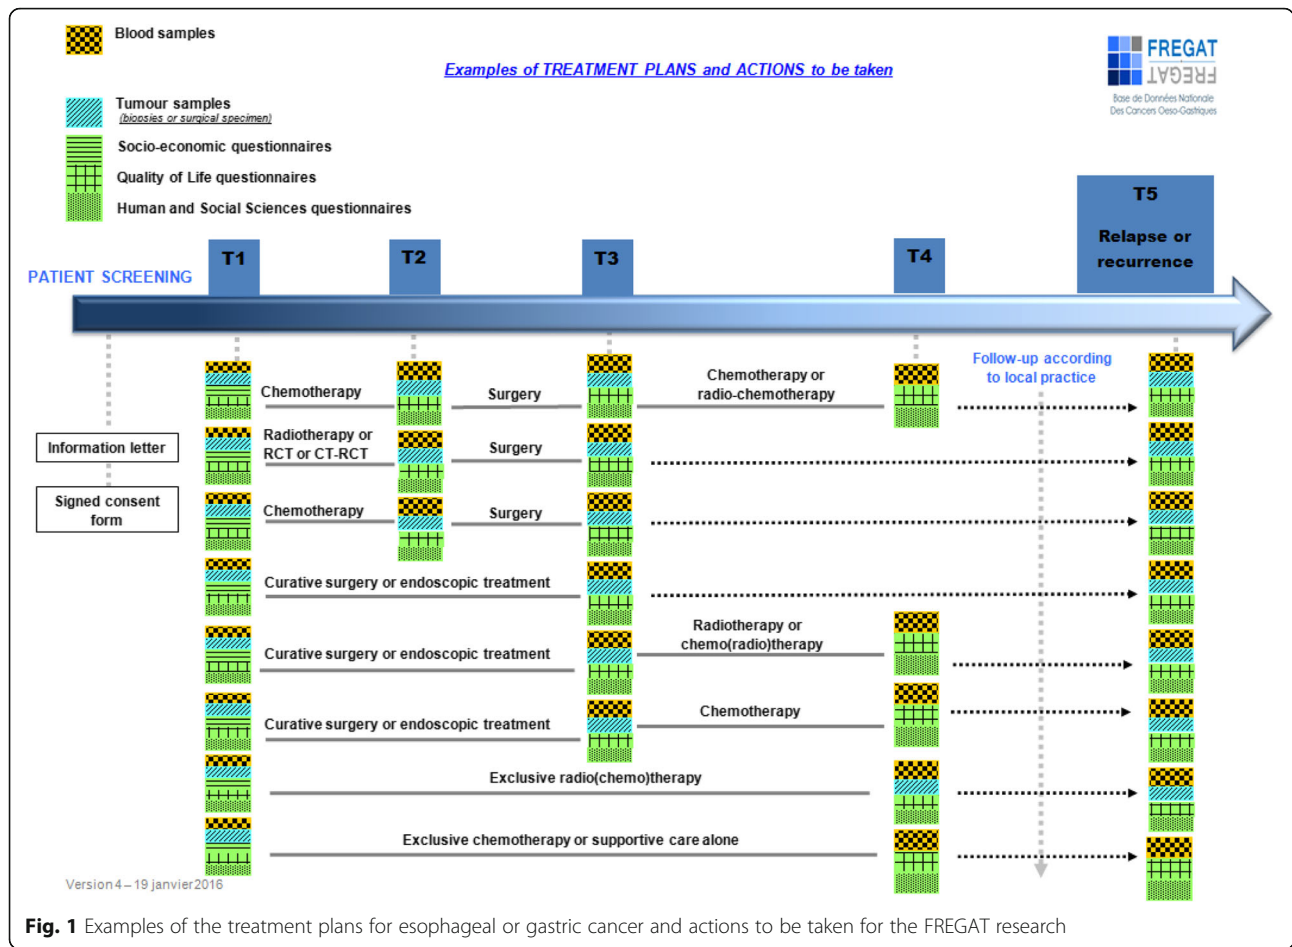 Blood samples
Examples of TREATMENT PLANS and ACTIONS to be taken
FREGAT
FREGAT
Base de Données Nationale
Des Cancers Oeso-Gastriques
Tumour samples
(biopsies or surgical specimen)
Socio-economic questionnaires
Quality of Life questionnaires
Human and Social Sciences questionnaires
PATIENT SCREENING
T1
T2
T3
T4
T5
Relapse or
recurrence
Chemotherapy
Surgery
Chemotherapy or
radio-chemotherapy
Follow-up according
to local practice
Information letter
Radiotherapy or
RCT or CT-RCT
Surgery
Signed consent
form
Chemotherapy
Surgery
Curative surgery or endoscopic treatment
Curative surgery or endoscopic treatment
Radiotherapy or
chemo(radio)therapy
Curative surgery or endoscopic treatment
Chemotherapy
Exclusive radio(chemo)therapy
Exclusive chemotherapy or supportive care alone
Version 4 – 19 janvier2016
Fig. 1 Examples of the treatment plans for esophageal or gastric cancer and actions to be taken for the FREGAT research